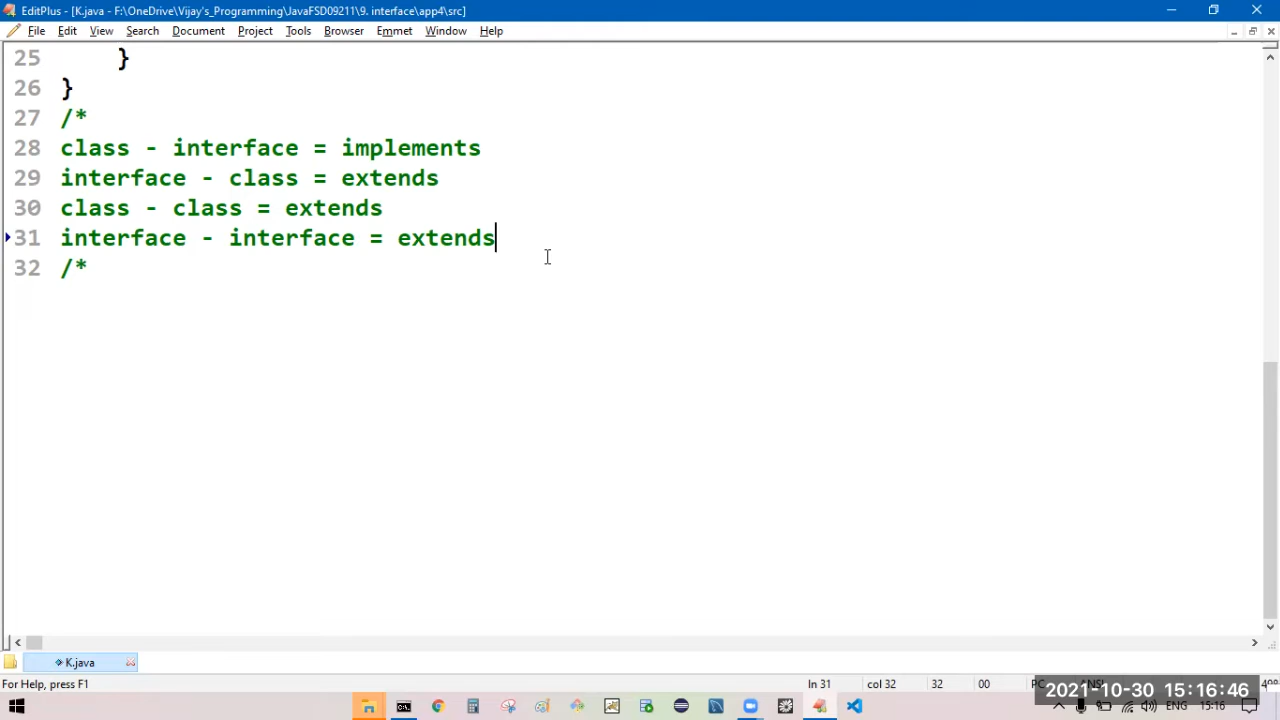 EditPlus - [K.java - F:\OneDrive\Vijay's_Programming\JavaFSD09211\9. interface\app4\src]
File Edit View Search Document Project Tools Browser Emmet Window Help
25 }
26 }
27 /*
28 class - interface = implements
29 interface - class = extends
30 class - class = extends
31 interface - interface = extends
32 /*
K.java
For Help, press F1 ln 31 col 32 32 00 PC ANSI
2021-10-30 15:16:46
ENG 15:16